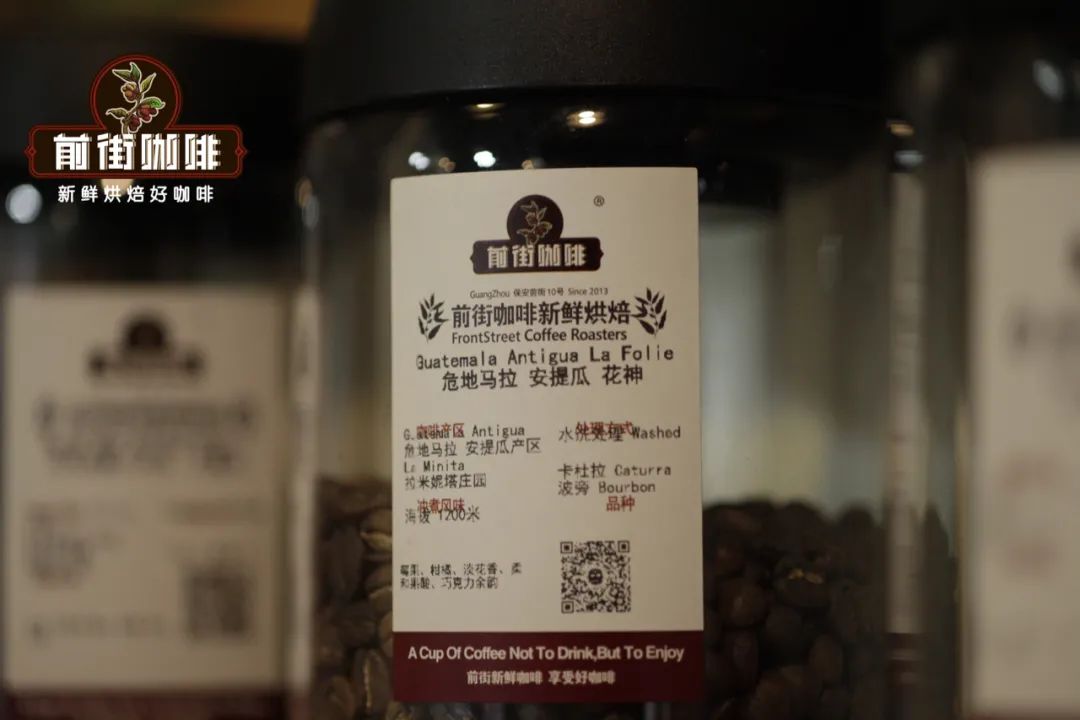 前街咖啡
新鲜烘焙好咖啡
®
前街咖啡
GuangZhou 保安前街10号 Since 2013
前街咖啡新鲜烘焙
FrontStreet Coffee Roasters
Guatemala Antigua La Folie
危地马拉 安提瓜 花神
咖啡产区
Guatemala Antigua
危地马拉 安提瓜产区
La Minita
拉米妮塔庄园
海拔 1200米
处理方式
水洗处理 Washed
卡杜拉 Caturra
波旁 Bourbon
品种
莓果、柑橘、淡花香、柔
和果酸、巧克力余韵
A Cup Of Coffee Not To Drink,But To Enjoy
前街新鲜咖啡 享受好咖啡